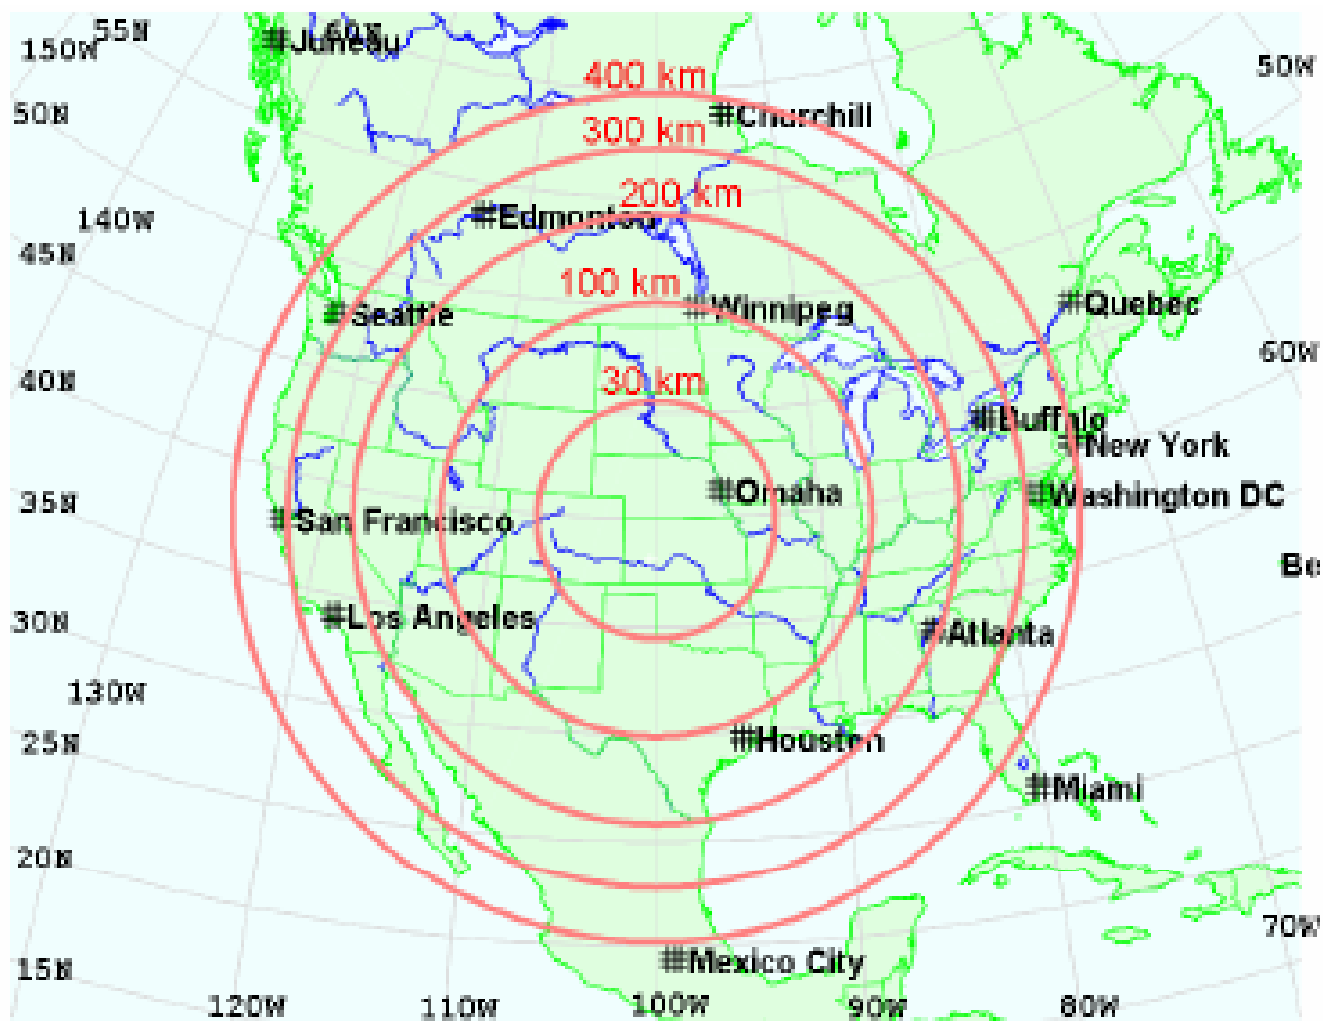 55N
60N
150W
#Juneau
50W
400 km
50N
#Churchill
300 km
200 km
140W
#Edmonton
45N
100 km
#Seattle
#Winnipeg
#Quebec
60W
40N
30 km
#Buffalo
#New York
35N
#Omaha
#Washington DC
#San Francisco
Be
30N
#Los Angeles
#Atlanta
130W
25N
#Houston
#Miami
20N
70W
15N
#Mexico City
120W 110W 100W 90W 80W